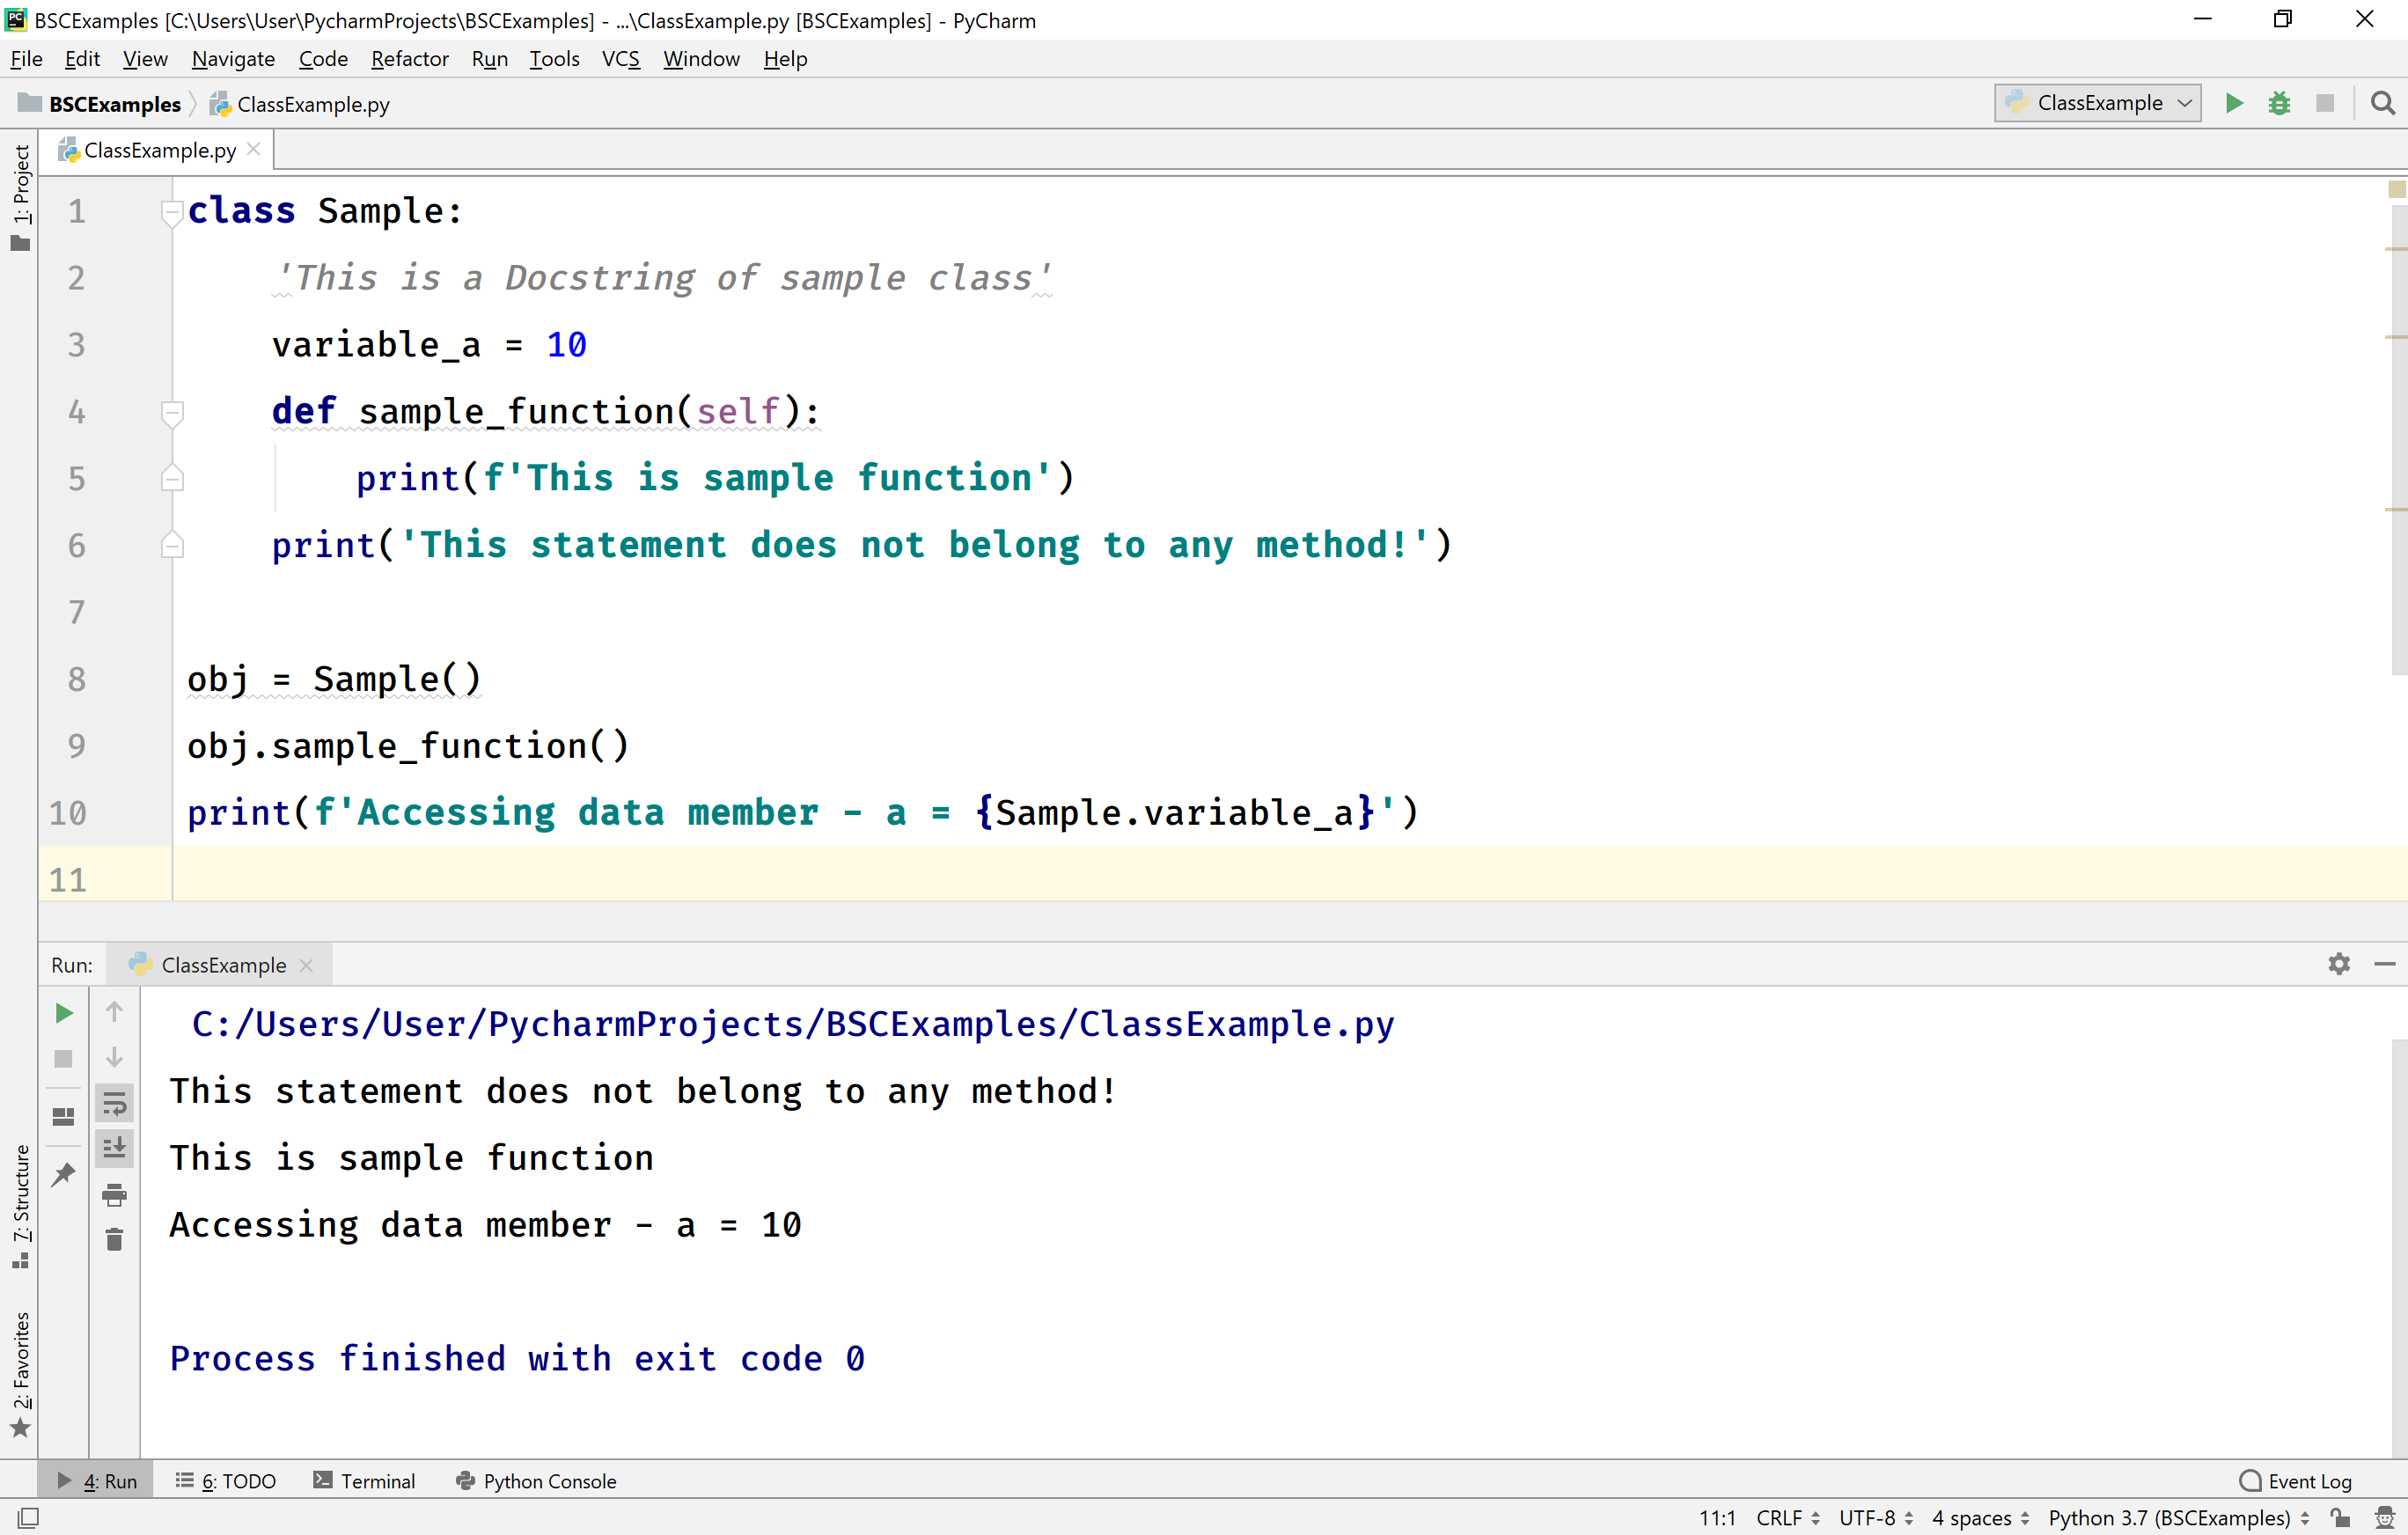 BSCExamples [C:\Users\User\PycharmProjects\BSCExamples] - ...\ClassExample.py [BSCExamples] - PyCharm
File Edit View Navigate Code Refactor Run Tools VCS Window Help
BSCExamples ClassExample.py ClassExample
ClassExample.py
1: Project
1 class Sample:
2 'This is a Docstring of sample class'
3 variable_a = 10
4 def sample_function(self):
5 print(f'This is sample function')
6 print('This statement does not belong to any method!')
7
8 obj = Sample()
9 obj.sample_function()
10 print(f'Accessing data member - a = {Sample.variable_a}')
11
Run: ClassExample
C:/Users/User/PycharmProjects/BSCExamples/ClassExample.py
This statement does not belong to any method!
This is sample function
Accessing data member - a = 10
Process finished with exit code 0
7: Structure
2: Favorites
4: Run 6: TODO Terminal Python Console Event Log
11:1 CRLF UTF-8 4 spaces Python 3.7 (BSCExamples)